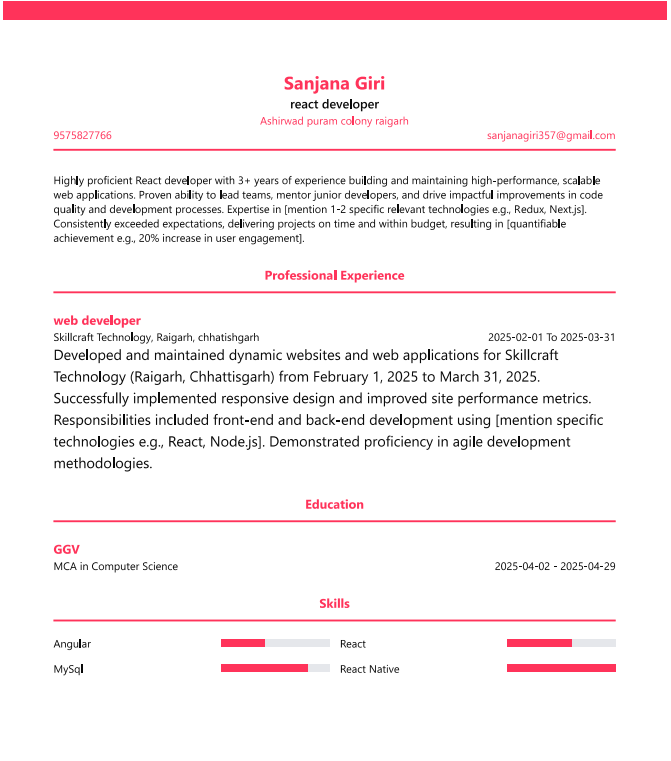 Sanjana Giri
react developer
Ashirwad puram colony raigarh
9575827766 sanjanagiri357@gmail.com
Highly proficient React developer with 3+ years of experience building and maintaining high-performance, scalable
web applications. Proven ability to lead teams, mentor junior developers, and drive impactful improvements in code
quality and development processes. Expertise in [mention 1-2 specific relevant technologies e.g., Redux, Next.js].
Consistently exceeded expectations, delivering projects on time and within budget, resulting in [quantifiable
achievement e.g., 20% increase in user engagement].
Professional Experience
web developer
Skillcraft Technology, Raigarh, chhatishgarh 2025-02-01 To 2025-03-31
Developed and maintained dynamic websites and web applications for Skillcraft
Technology (Raigarh, Chhattisgarh) from February 1, 2025 to March 31, 2025.
Successfully implemented responsive design and improved site performance metrics.
Responsibilities included front-end and back-end development using [mention specific
technologies e.g., React, Node.js]. Demonstrated proficiency in agile development
methodologies.
Education
GGV
MCA in Computer Science 2025-04-02 - 2025-04-29
Skills
Angular React
MySql React Native